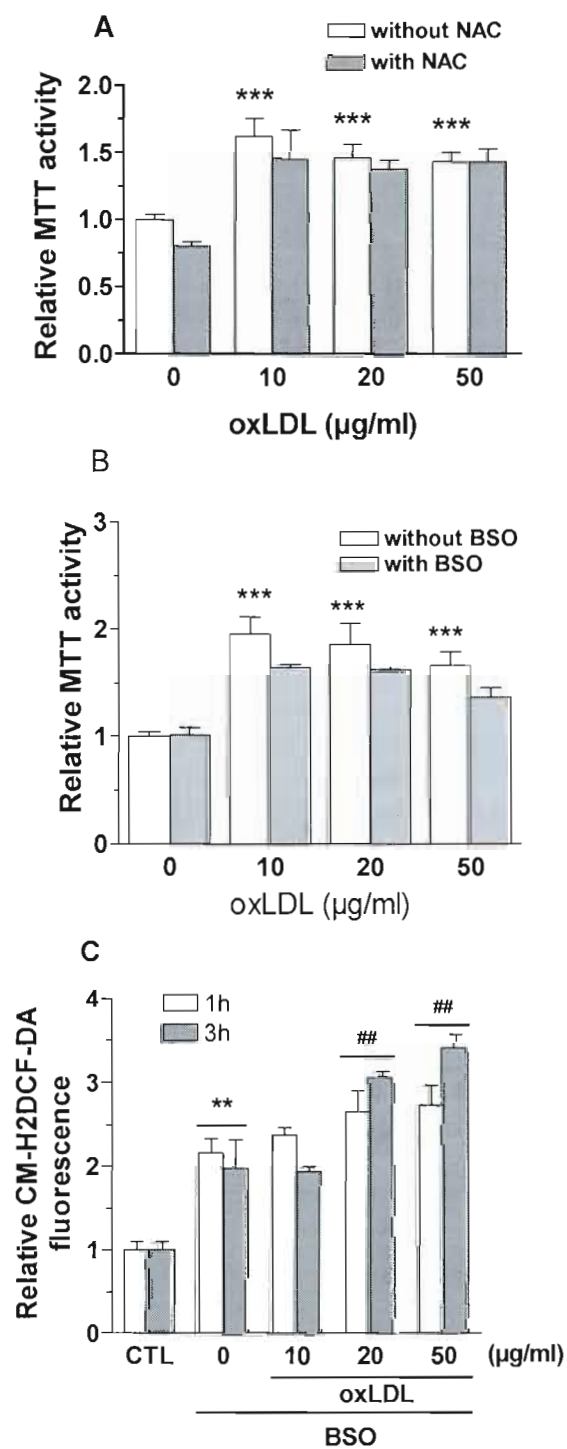 A
without NAC
with NAC
2.0
1.5
1.0
0.5
0.0
Relative MTT activity
***
***
***
0 10 20 50
oxLDL (µg/ml)
B
without BSO
with BSO
3
2
1
0
Relative MTT activity
***
***
***
0 10 20 50
oxLDL (µg/ml)
C
1h
3h
4
3
2
1
0
Relative CM-H2DCF-DA
fluorescence
**
##
##
CTL 0 10 20 50 (µg/ml)
oxLDL
BSO